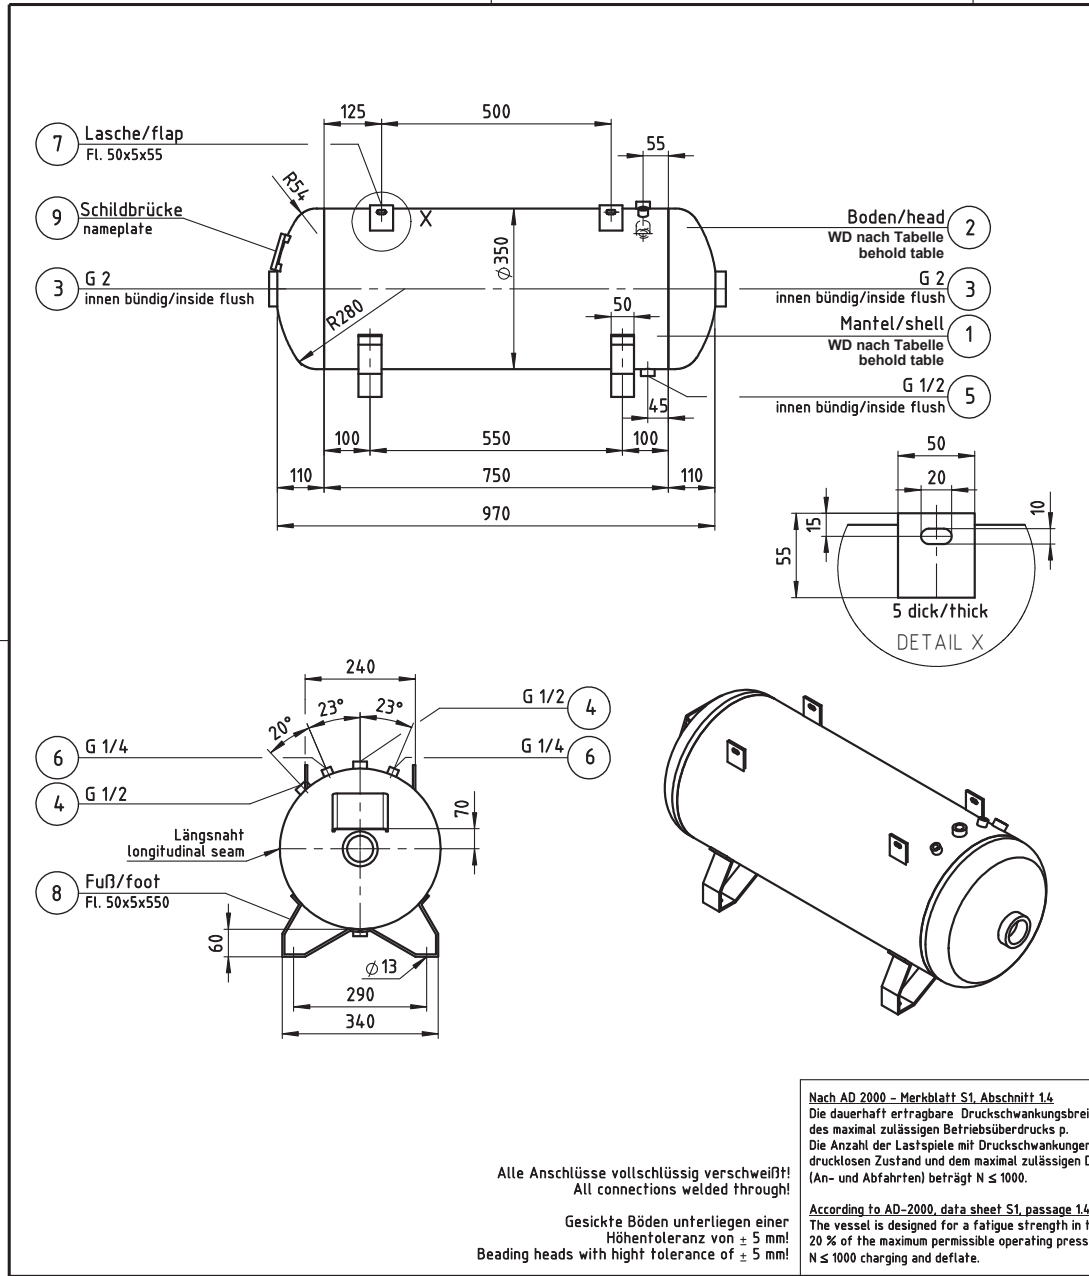 125
500
55
7
Lasche/flap
Fl. 50x5x55
R54
X
9
Schildbrücke
nameplate
Boden/head
WD nach Tabelle
behold table
2
⌀350
3
G 2
innen bündig/inside flush
G 2
innen bündig/inside flush
3
R280
50
Mantel/shell
WD nach Tabelle
behold table
1
G 1/2
innen bündig/inside flush
5
45
100
550
100
110
750
110
970
50
20
15
10
55
5 dick/thick
DETAIL X
240
G 1/2
4
20°
23°
23°
6
G 1/4
G 1/4
6
4
G 1/2
70
Längsnaht
longitudinal seam
8
Fuß/foot
Fl. 50x5x550
60
⌀13
290
340
Alle Anschlüsse vollschlüssig verschweißt!
All connections welded through!
Gesickte Böden unterliegen einer
Höhentoleranz von ± 5 mm!
Beading heads with hight tolerance of ± 5 mm!
Nach AD 2000 - Merkblatt S1, Abschnitt 1.4
Die dauerhaft ertragbare Druckschwankungsbrei
des maximal zulässigen Betriebsüberdrucks p.
Die Anzahl der Lastspiele mit Druckschwankungen
drucklosen Zustand und dem maximal zulässigen D
(An- und Abfahrten) beträgt N ≤ 1000.
According to AD-2000, data sheet S1, passage 1.4
The vessel is designed for a fatigue strength in t
20 % of the maximum permissible operating press
N ≤ 1000 charging and deflate.